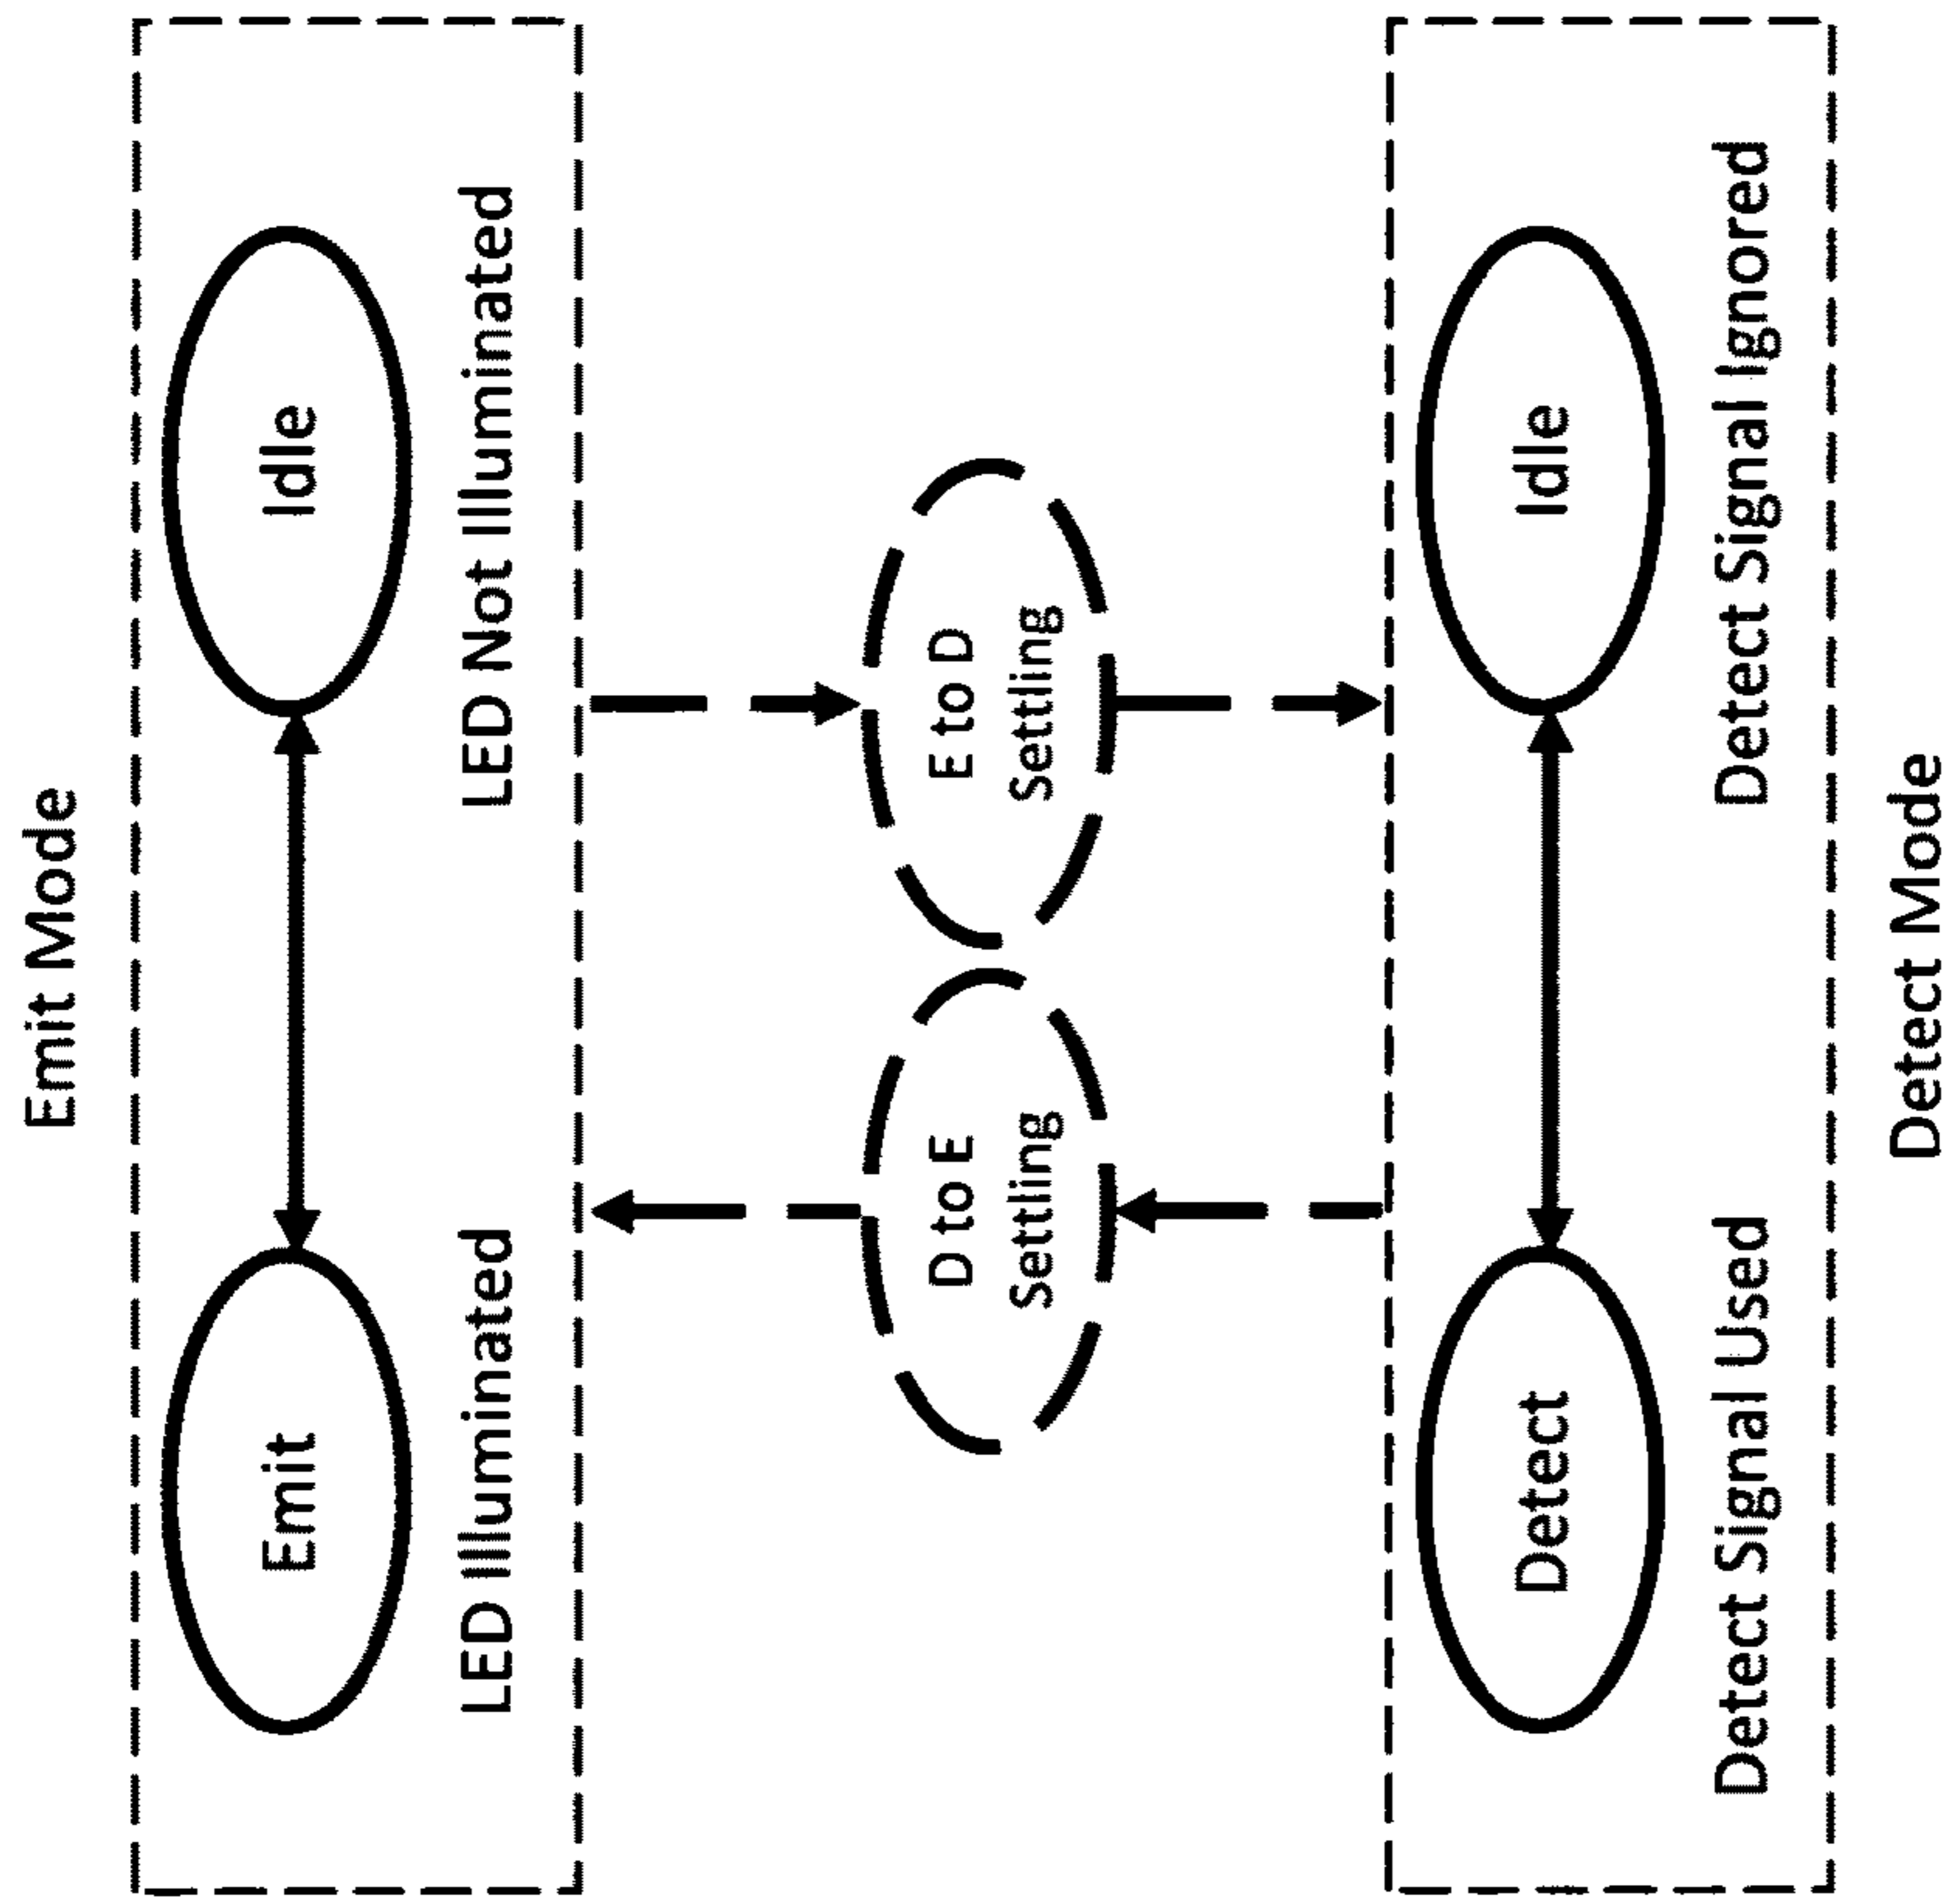 Emit Mode
Emit
Idle
LED Illuminated
LED Not Illuminated
D to E
Settling
E to D
Settling
Detect
Idle
Detect Signal Used
Detect Signal Ignored
Detect Mode